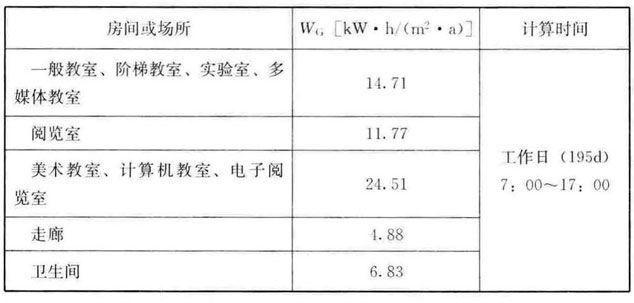 房间或场所 W_G [kW·h/(m²·a)] 计算时间
一般教室、阶梯教室、实验室、多
媒体教室 14.71
阅览室 11.77
美术教室、计算机教室、电子阅
览室 24.51
工作日（195d）
7：00～17：00
走廊 4.88
卫生间 6.83